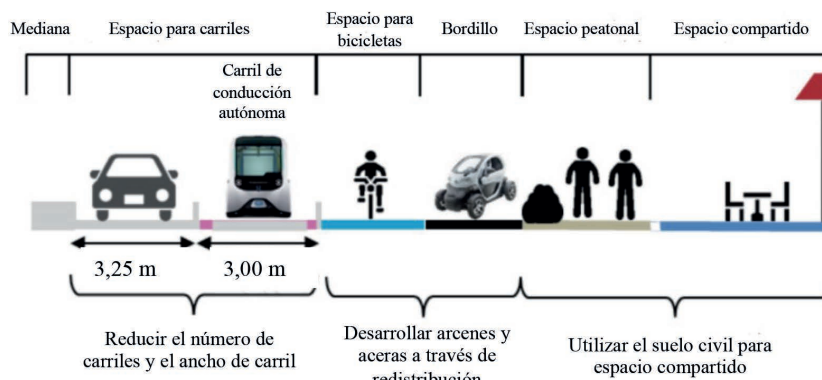 Mediana
Espacio para carriles
Espacio para
bicicletas
Bordillo
Espacio peatonal
Espacio compartido
Carril de
conducción
autónoma
3,25 m
3,00 m
Reducir el número de
carriles y el ancho de carril
Desarrollar arcenes y
aceras a través de
redistribución
Utilizar el suelo civil para
espacio compartido